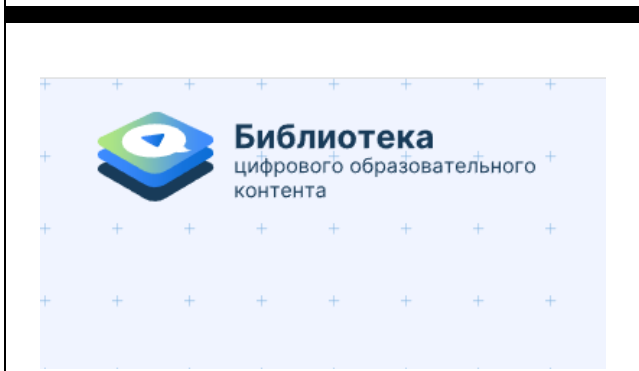 Библиотека
цифрового образовательного
контента